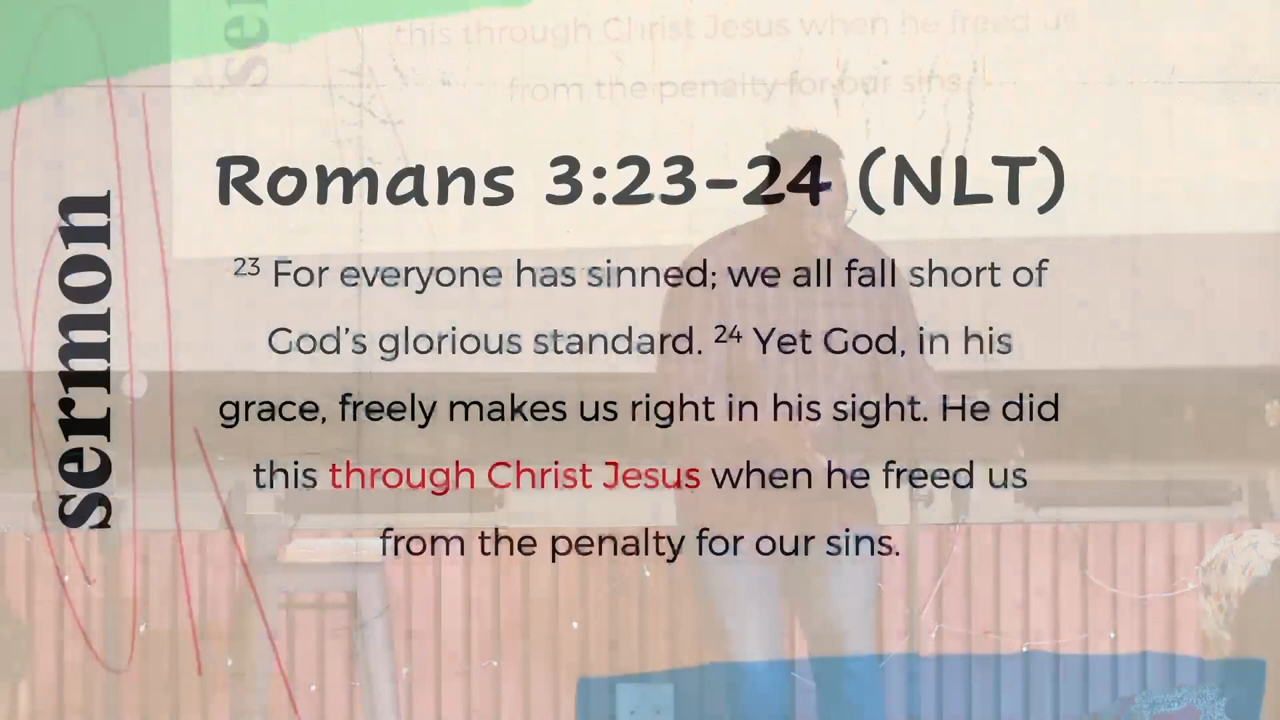 this through Christ Jesus when he freed us
from the penalty for our sins.
sermon
Romans 3:23-24 (NLT)
23 For everyone has sinned; we all fall short of
God’s glorious standard. 24 Yet God, in his
grace, freely makes us right in his sight. He did
this through Christ Jesus when he freed us
from the penalty for our sins.